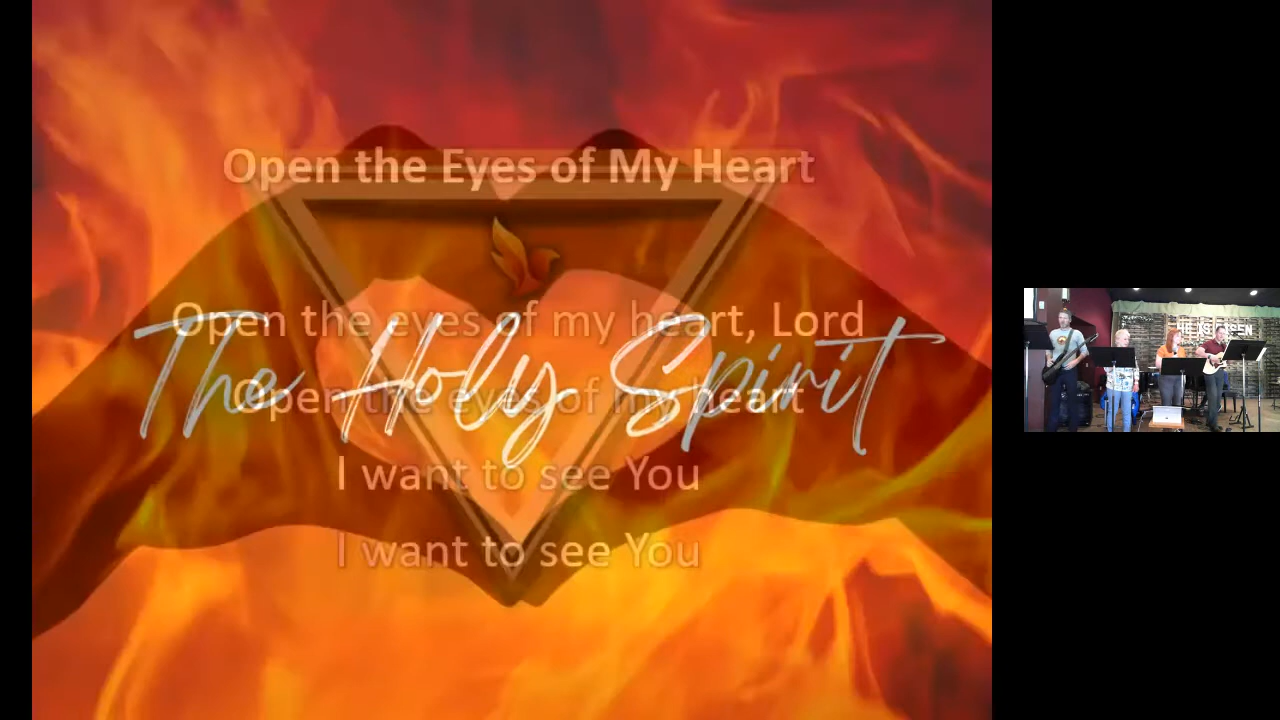 Open the Eyes of My Heart
Open the eyes of my heart, Lord
The Holy Spirit
Open the eyes of my heart
I want to see You
I want to see You